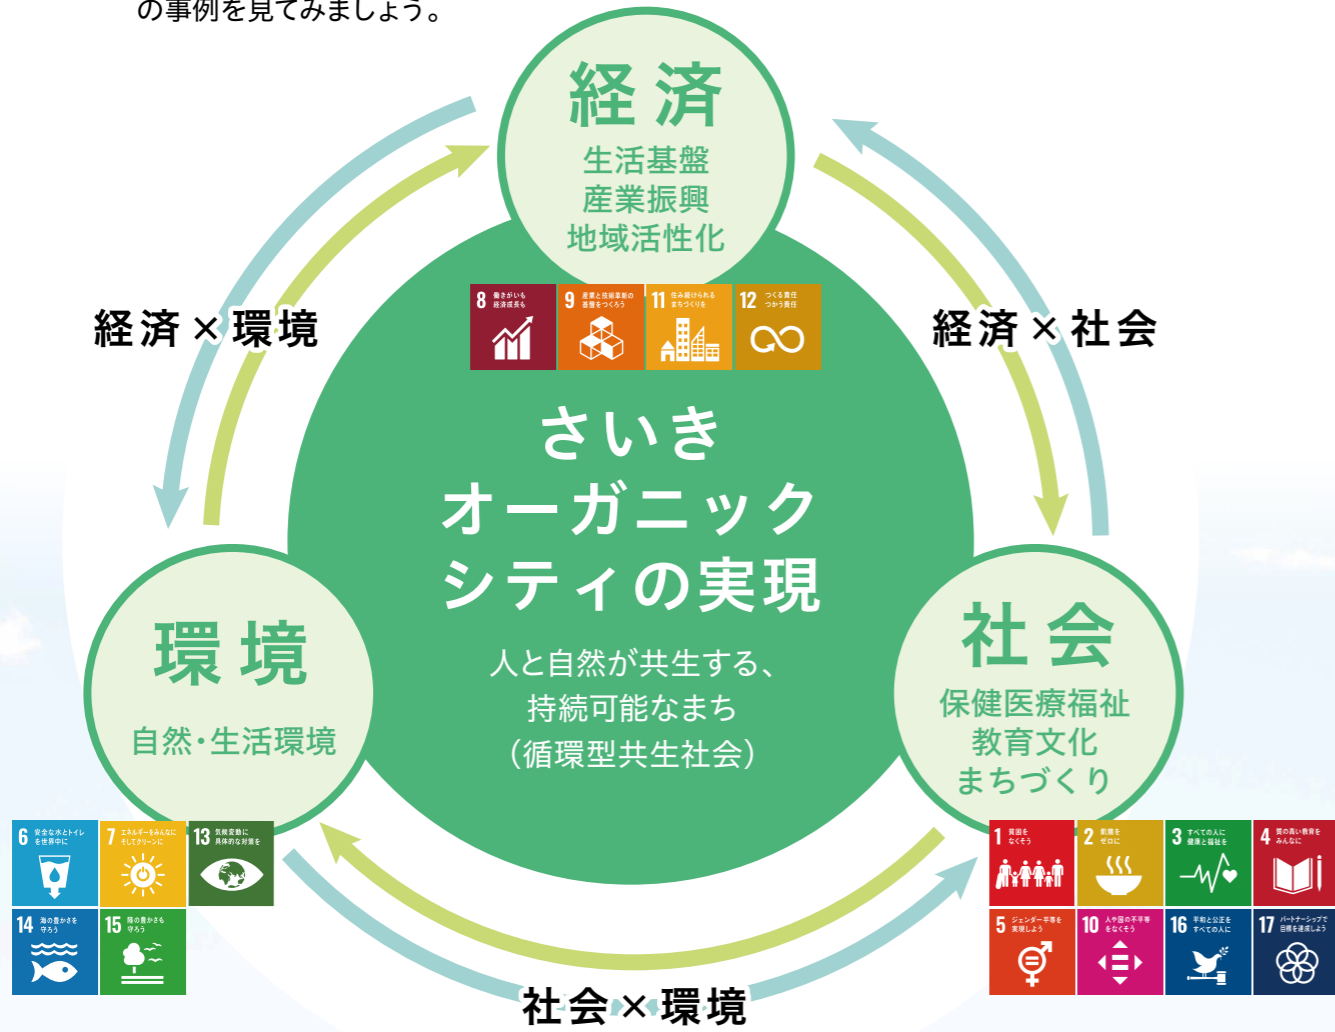 の事例を見てみましょう。
経済
生活基盤
産業振興
地域活性化
経済×環境
経済×社会
8 働きがいも
経済成長も
9 産業と技術革新の
基盤をつくろう
11 住み続けられる
まちづくりを
12 つくる責任
つかう責任
さいき
オーガニック
シティの実現
人と自然が共生する、
持続可能なまち
（循環型共生社会）
環境
自然・生活環境
社会
保健医療福祉
教育文化
まちづくり
6 安全な水とトイレ
を世界中に
7 エネルギーをみんなに
そしてクリーンに
13 気候変動に
具体的な対策を
14 海の豊かさを
守ろう
15 陸の豊かさも
守ろう
1 貧困を
なくそう
2 飢餓を
ゼロに
3 すべての人に
健康と福祉を
4 質の高い教育を
みんなに
5 ジェンダー平等を
実現しよう
10 人や国の不平等
をなくそう
16 平和と公正を
すべての人に
17 パートナーシップで
目標を達成しよう
社会×環境